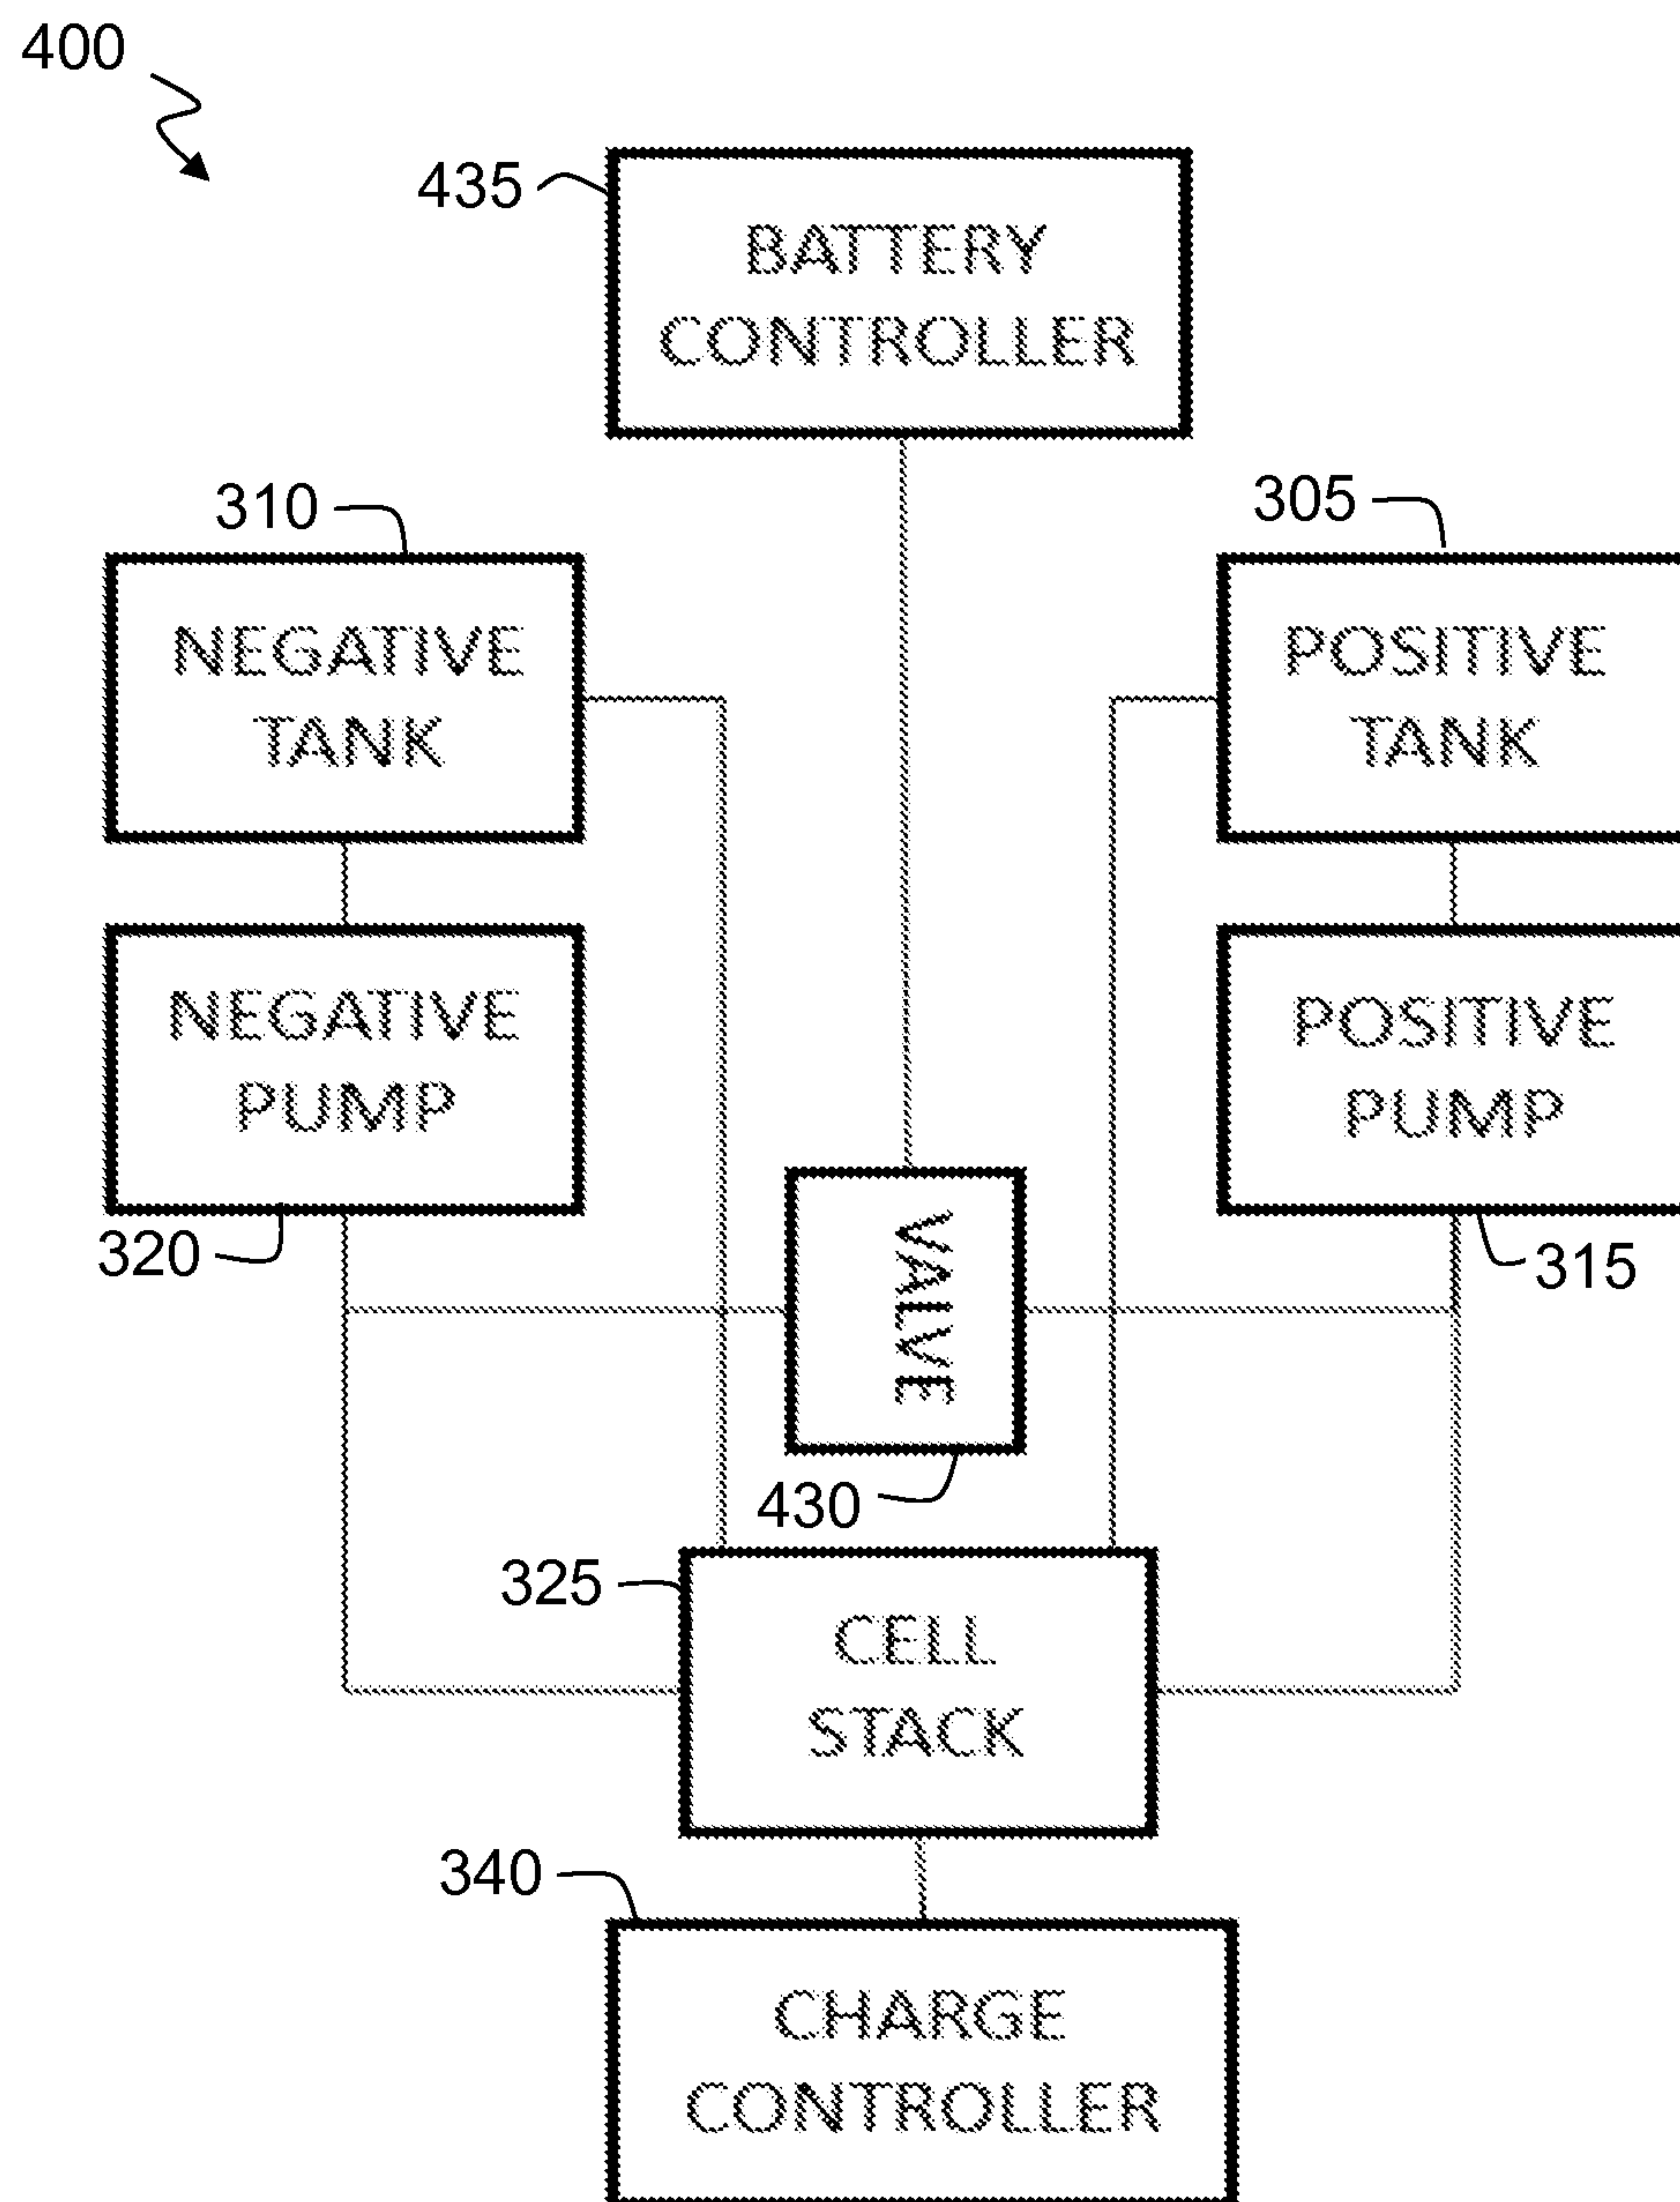 400
435
BATTERY
CONTROLLER
310
305
NEGATIVE
TANK
POSITIVE
TANK
NEGATIVE
PUMP
POSITIVE
PUMP
320
315
VALVE
430
325
CELL
STACK
340
CHARGE
CONTROLLER